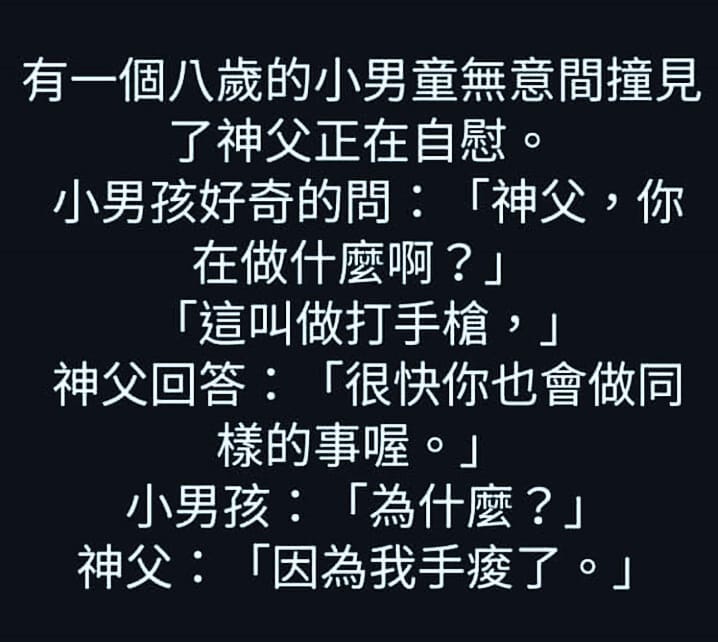 有一個八歲的小男童無意間撞見
了神父正在自慰。
小男孩好奇的問：「神父，你
在做什麼啊？」
「這叫做打手槍，」
神父回答：「很快你也會做同
樣的事喔。」
小男孩：「為什麼？」
神父：「因為我手痠了。」